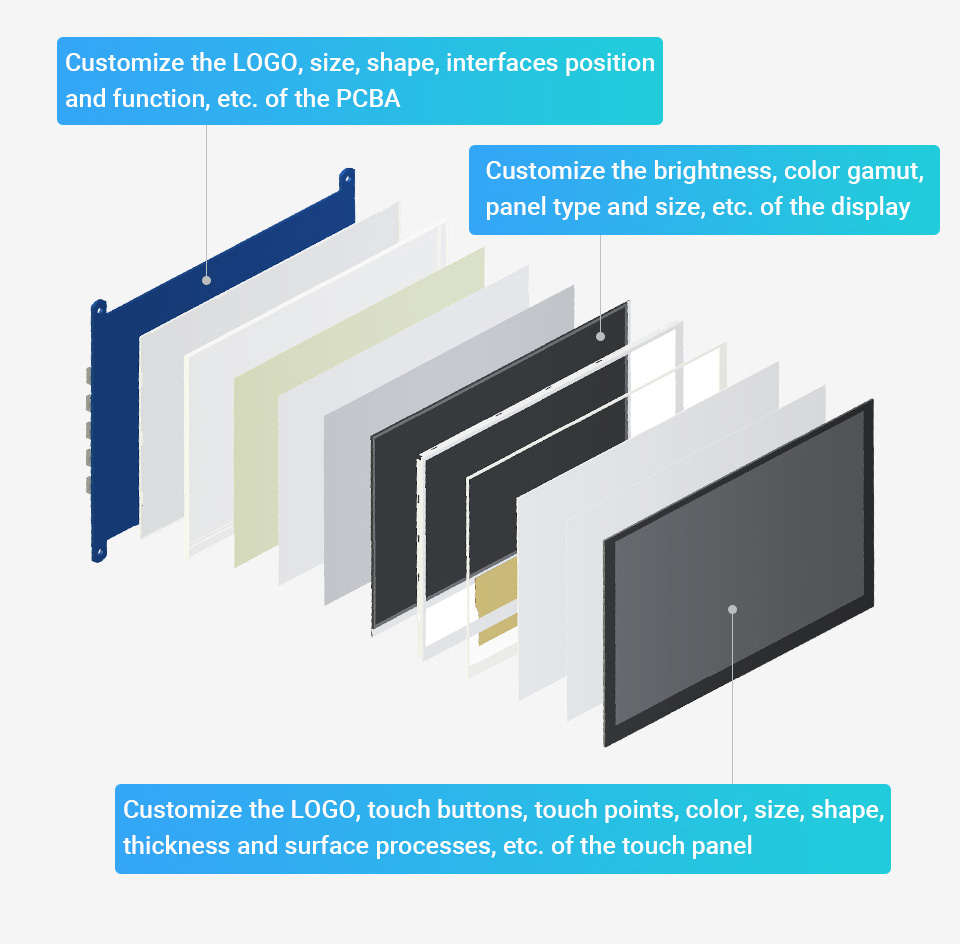 Customize the LOGO, size, shape, interfaces position
and function, etc. of the PCBA
Customize the brightness, color gamut,
panel type and size, etc. of the display
Customize the LOGO, touch buttons, touch points, color, size, shape,
thickness and surface processes, etc. of the touch panel